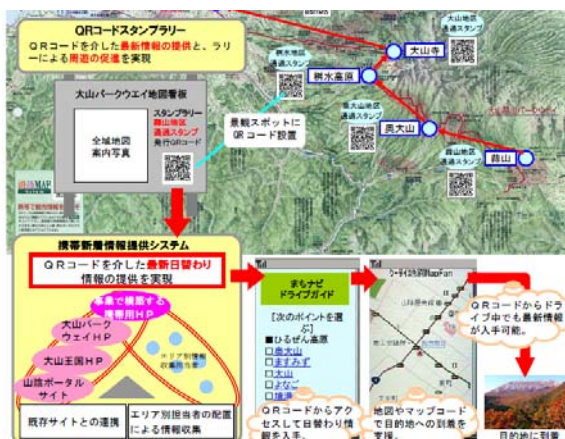 QRコードスタンプラリー
QRコードを介した最新情報の提供と、ラリー
による周遊の促進を実現
大山パークウエイ地図看板
全域地図
案内写真
スタンプラリー
蒜山地区
通過スタンプ
発行QRコード
景観スポットに
QRコード設置
桝水地区
通過スタンプ
大山地区
通過スタンプ
大山寺
桝水高原
奥大山地区
通過スタンプ
奥大山
蒜山地区
通過スタンプ
蒜山
携帯新着情報提供システム
QRコードを介した最新日替わり
情報の提供を実現
事業で構築する
携帯用HP
大山パーク
ウェイHP
大山王国HP
山陰ポータル
サイト
エリア別情報
収集担当者
既存サイトとの連携
エリア別担当者の配置
による情報収集
まちナビ
ドライブガイド
[次のポイントを選
ぶ]
■ひるぜん高原
□奥大山
□ますみず
□大山
□よなご
QRコードからアク
セスして日替わり情
報を入手。
地図やマップコード
で目的地への到着を
支援。
QRコードからドラ
イブ中でも最新情報
が入手可能。
目的地に到着